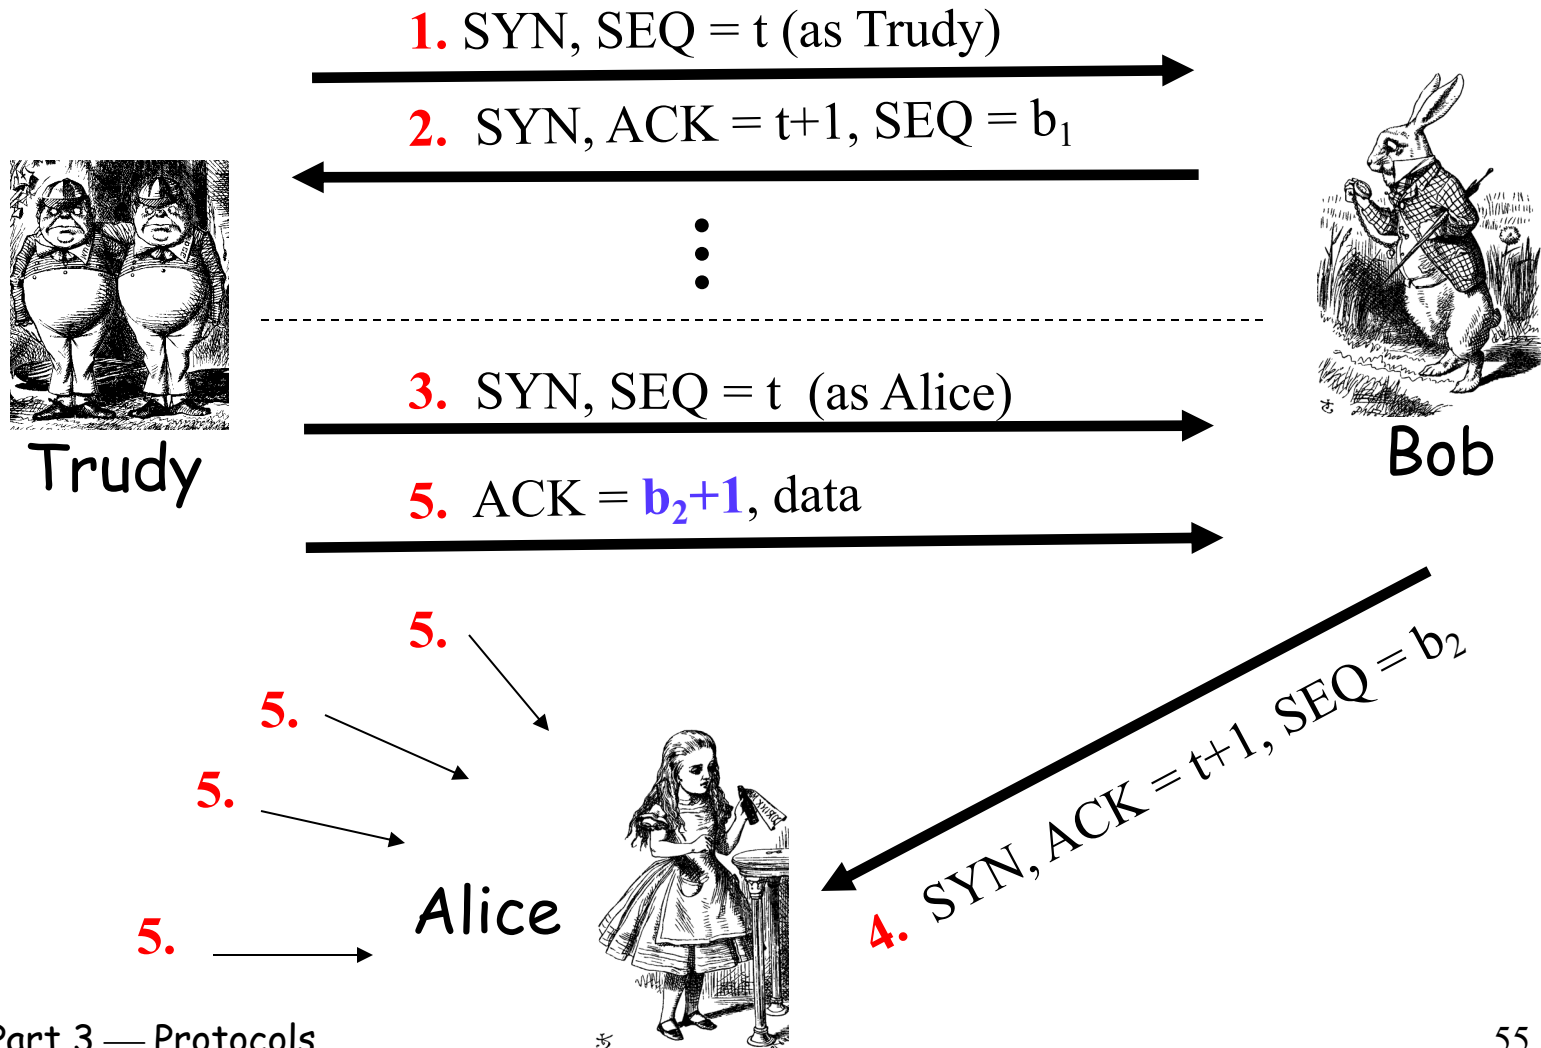 1. SYN, SEQ = t (as Trudy)
2. SYN, ACK = t+1, SEQ = b₁
3. SYN, SEQ = t (as Alice)
Trudy
Bob
5. ACK = b₂+1, data
5.
5.
5.
5.
Alice
4. SYN, ACK = t+1, SEQ = b₂
Part 3 — Protocols
55